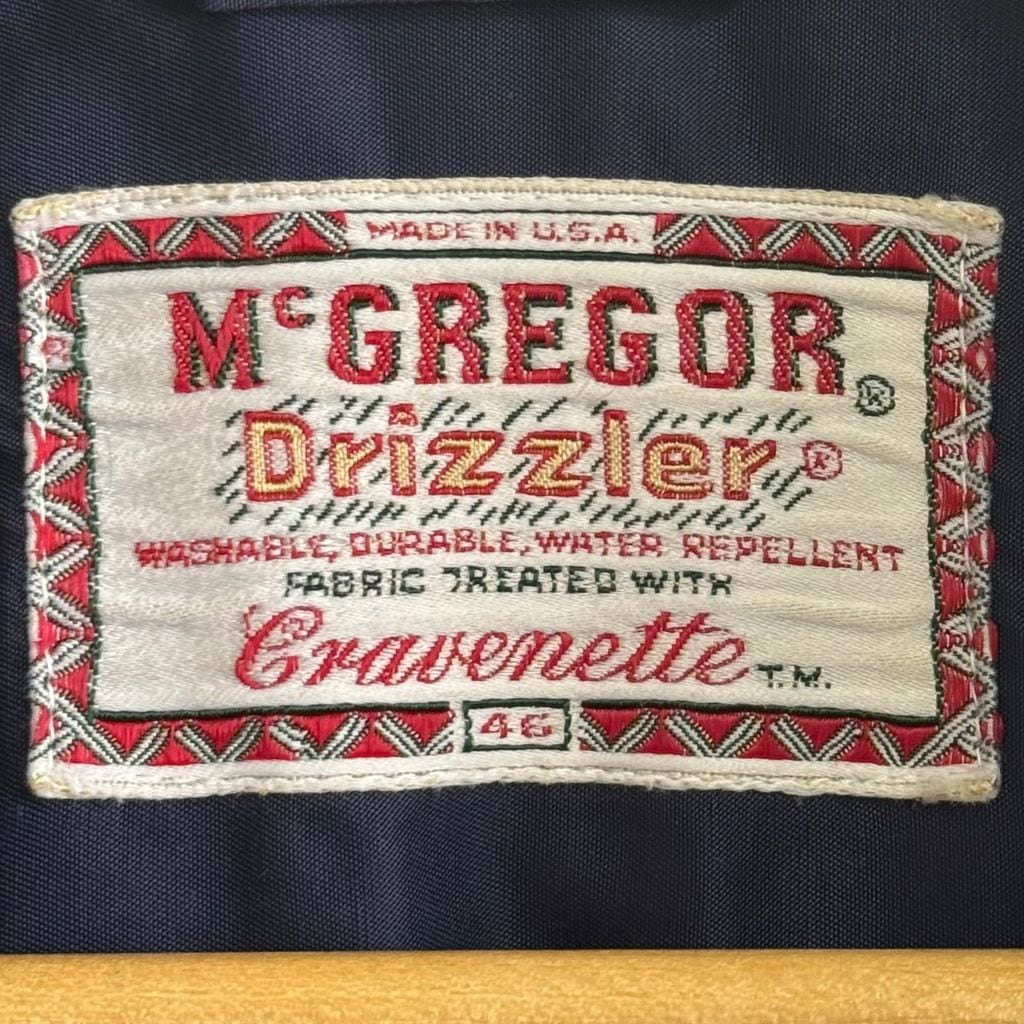 MADE IN U.S.A.
McGREGOR®
Drizzler®
WASHABLE, DURABLE, WATER REPELLENT
FABRIC TREATED WITH
Cravenette T.M.
46